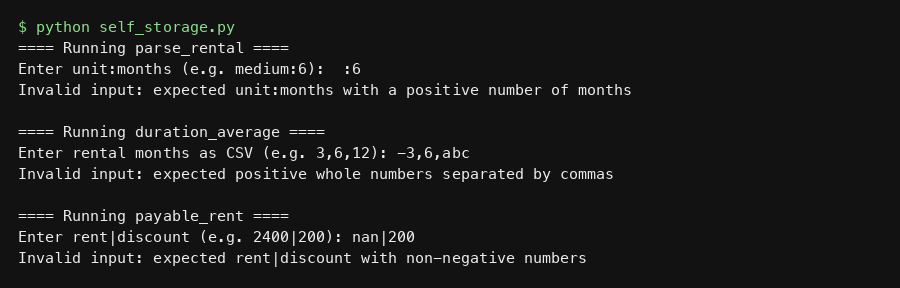 $ python self_storage.py
==== Running parse_rental ====
Enter unit:months (e.g. medium:6):  :6
Invalid input: expected unit:months with a positive number of months
==== Running duration_average ====
Enter rental months as CSV (e.g. 3,6,12): -3,6,abc
Invalid input: expected positive whole numbers separated by commas
==== Running payable_rent ====
Enter rent|discount (e.g. 2400|200): nan|200
Invalid input: expected rent|discount with non-negative numbers